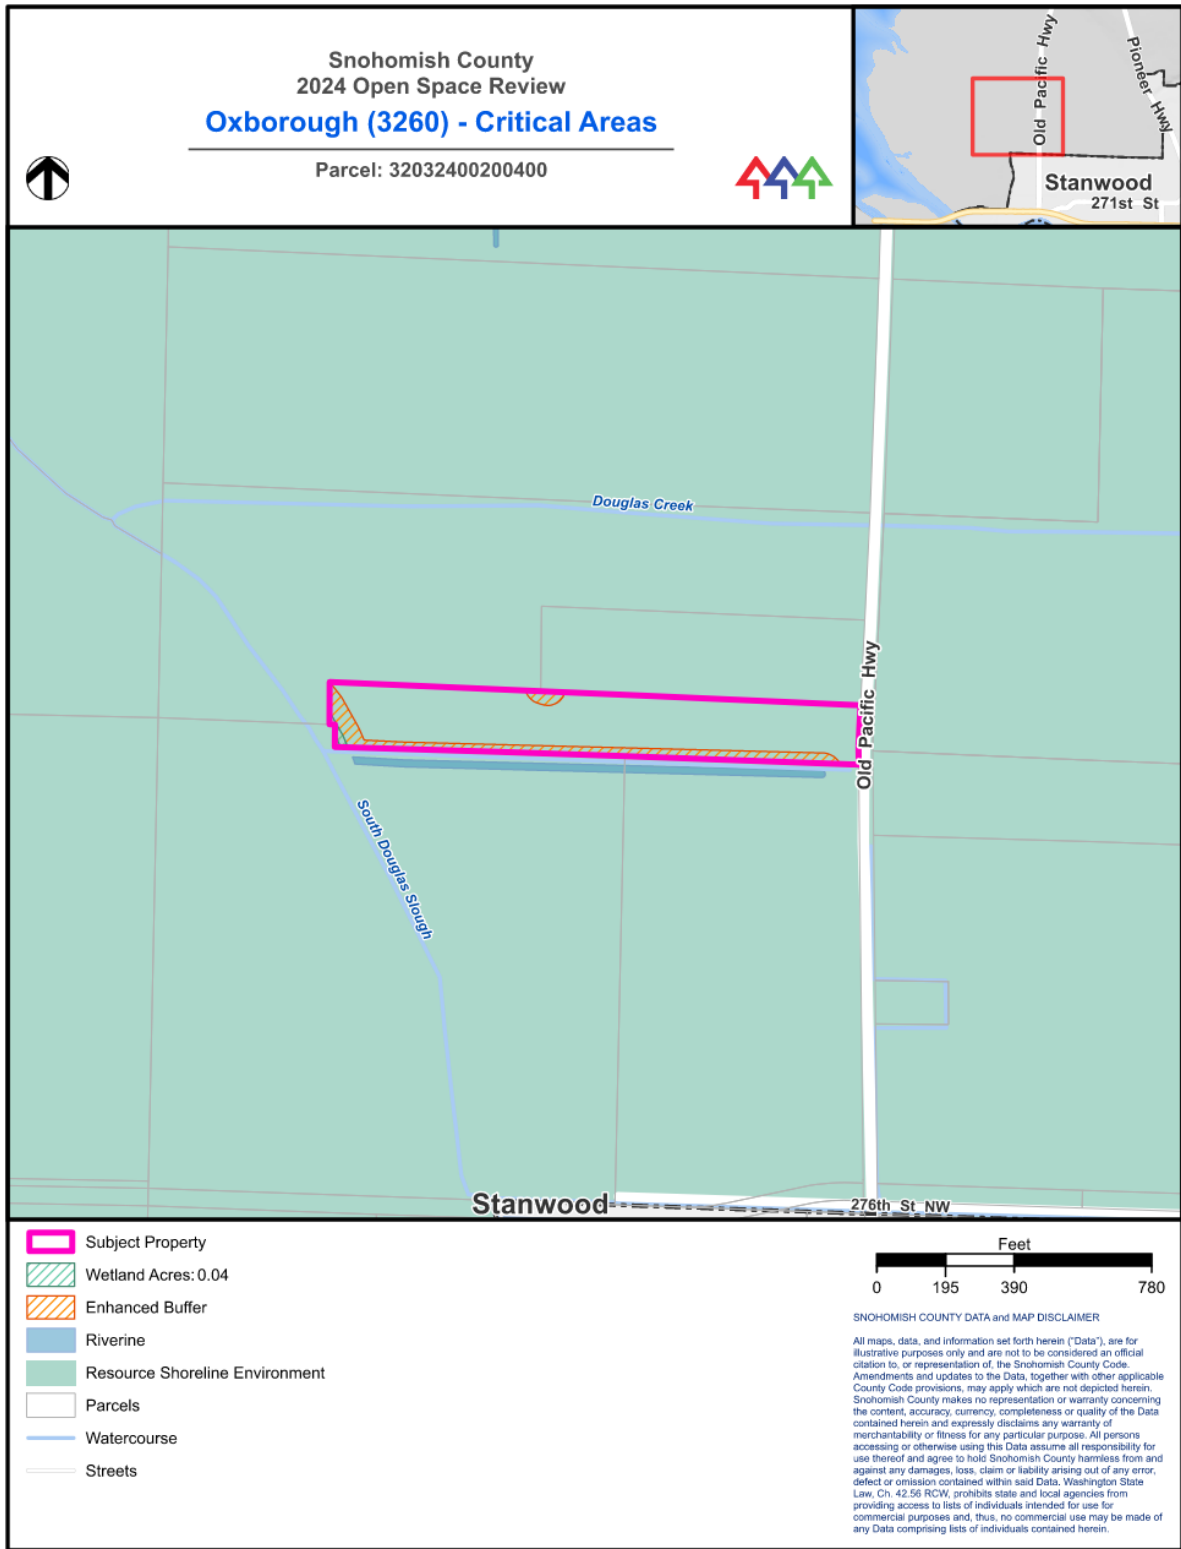 Snohomish County
2024 Open Space Review
Oxborough (3260) - Critical Areas
Parcel: 32032400200400
Old Pacific Hwy
Pioneer Hwy
Stanwood
271st St
Douglas Creek
Old Pacific Hwy
South Douglas Slough
Stanwood
276th St NW
Subject Property
Wetland Acres: 0.04
Enhanced Buffer
Riverine
Resource Shoreline Environment
Parcels
Watercourse
Streets
Feet
0 195 390 780
SNOHOMISH COUNTY DATA and MAP DISCLAIMER
All maps, data, and information set forth herein ("Data"), are for
illustrative purposes only and are not to be considered an official
citation to, or representation of, the Snohomish County Code.
Amendments and updates to the Data, together with other applicable
County Code provisions, may apply which are not depicted herein.
Snohomish County makes no representation or warranty concerning
the content, accuracy, currency, completeness or quality of the Data
contained herein and expressly disclaims any warranty of
merchantability or fitness for any particular purpose. All persons
accessing or otherwise using this Data assume all responsibility for
use thereof and agree to hold Snohomish County harmless from and
against any damages, loss, claim or liability arising out of any error,
defect or omission contained within said Data. Washington State
Law, Ch. 42.56 RCW, prohibits state and local agencies from
providing access to lists of individuals intended for use for
commercial purposes and, thus, no commercial use may be made of
any Data comprising lists of individuals contained herein.